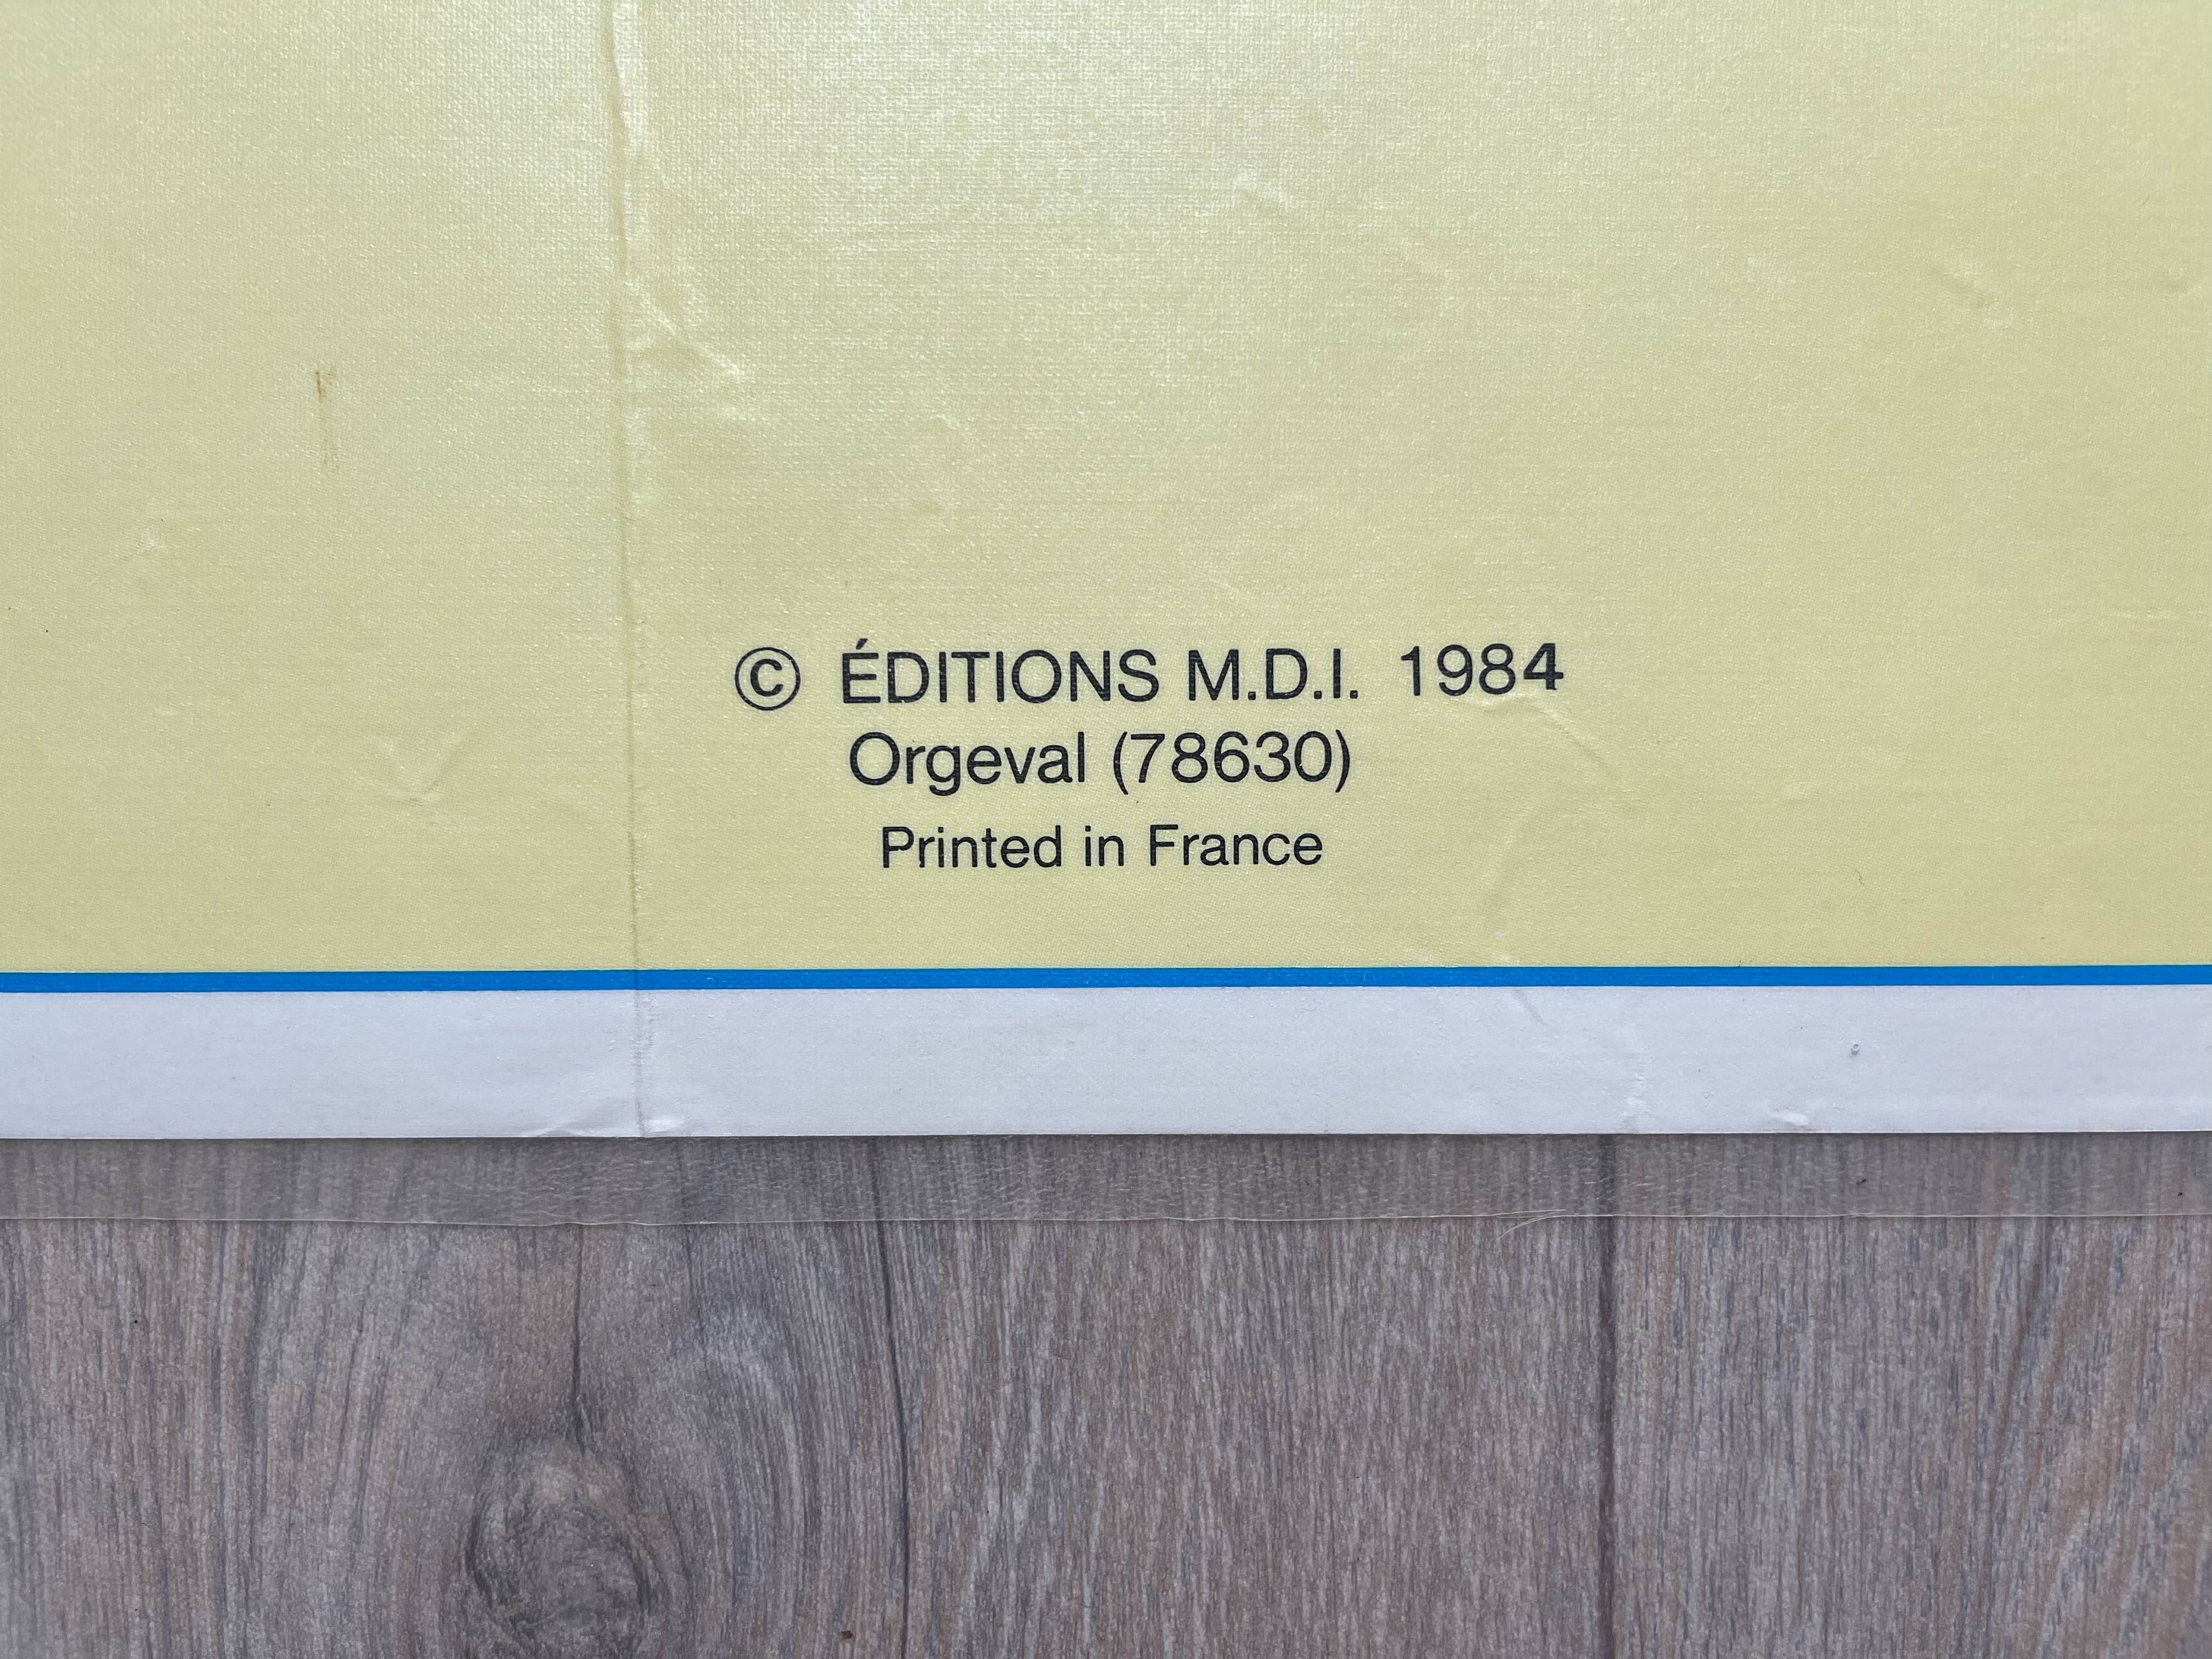 © ÉDITIONS M.D.I. 1984
Orgeval (78630)
Printed in France